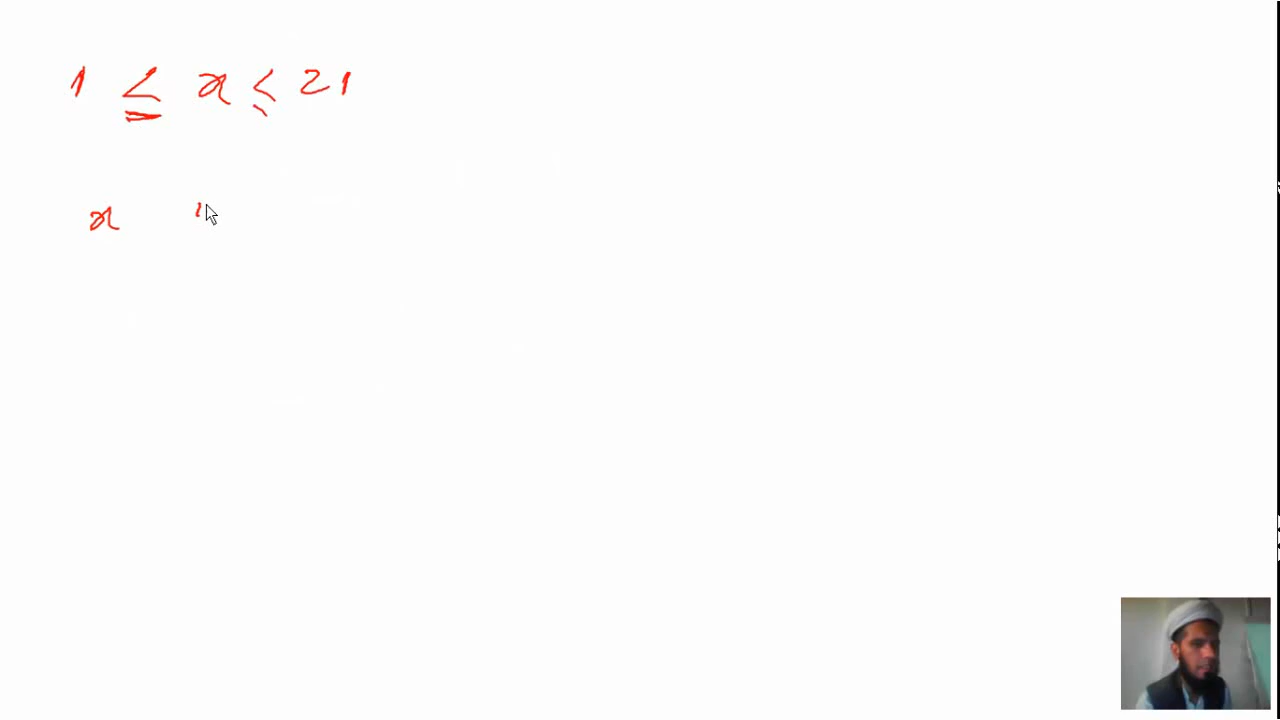 1 ≤ x ≤ 21
x